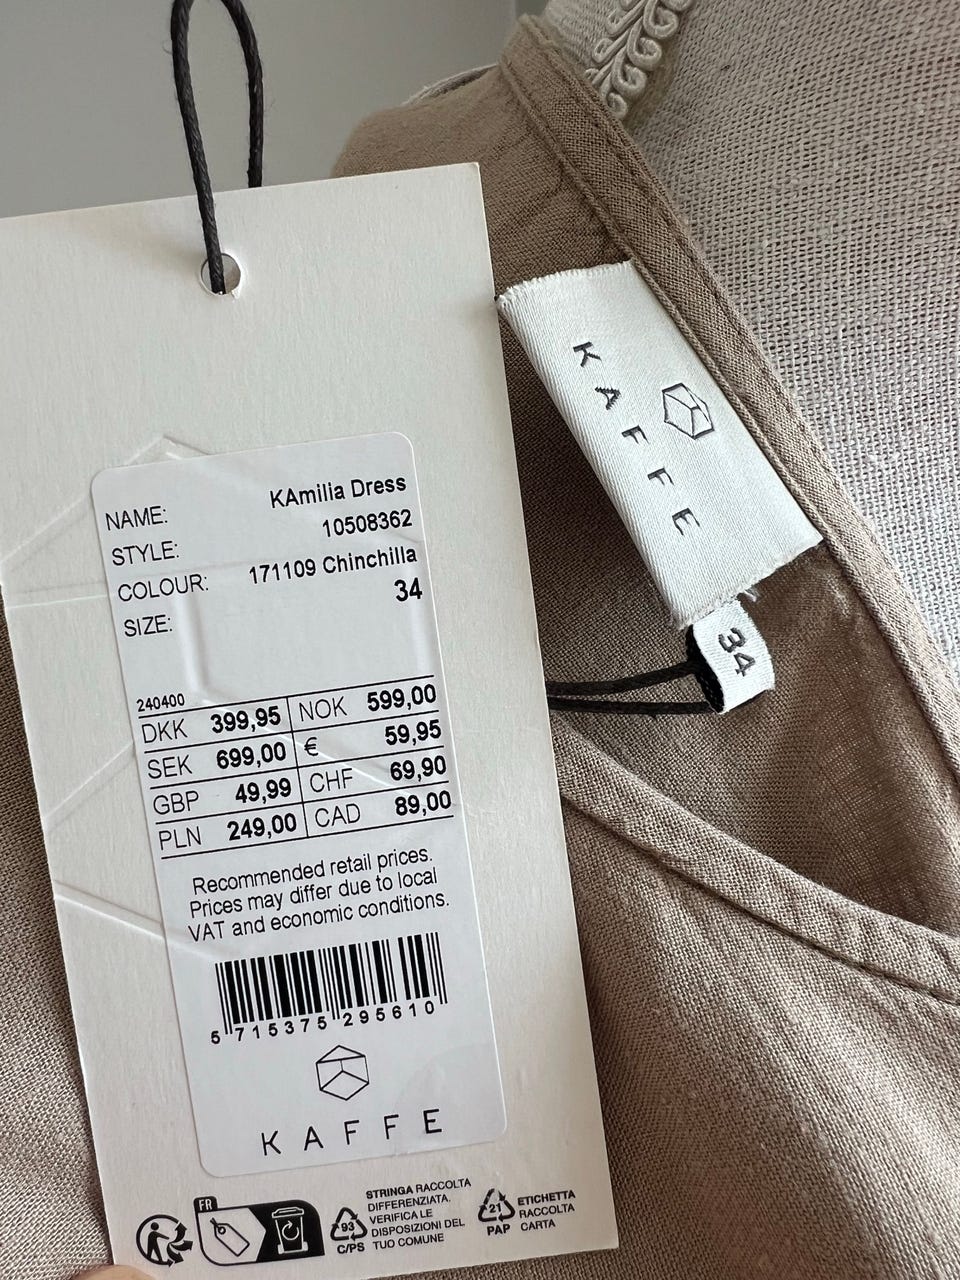 NAME: KAmilia Dress
STYLE: 10508362
COLOUR: 171109 Chinchilla
SIZE: 34
240400
DKK 399,95 NOK 599,00
SEK 699,00 € 59,95
GBP 49,99 CHF 69,90
PLN 249,00 CAD 89,00
Recommended retail prices.
Prices may differ due to local
VAT and economic conditions.
5 715375 295610
KAFFE
FR
93
C/PS
STRINGA RACCOLTA
DIFFERENZIATA.
VERIFICA LE
DISPOSIZIONI DEL
TUO COMUNE
21
PAP
ETICHETTA
RACCOLTA
CARTA
KAFFE
34